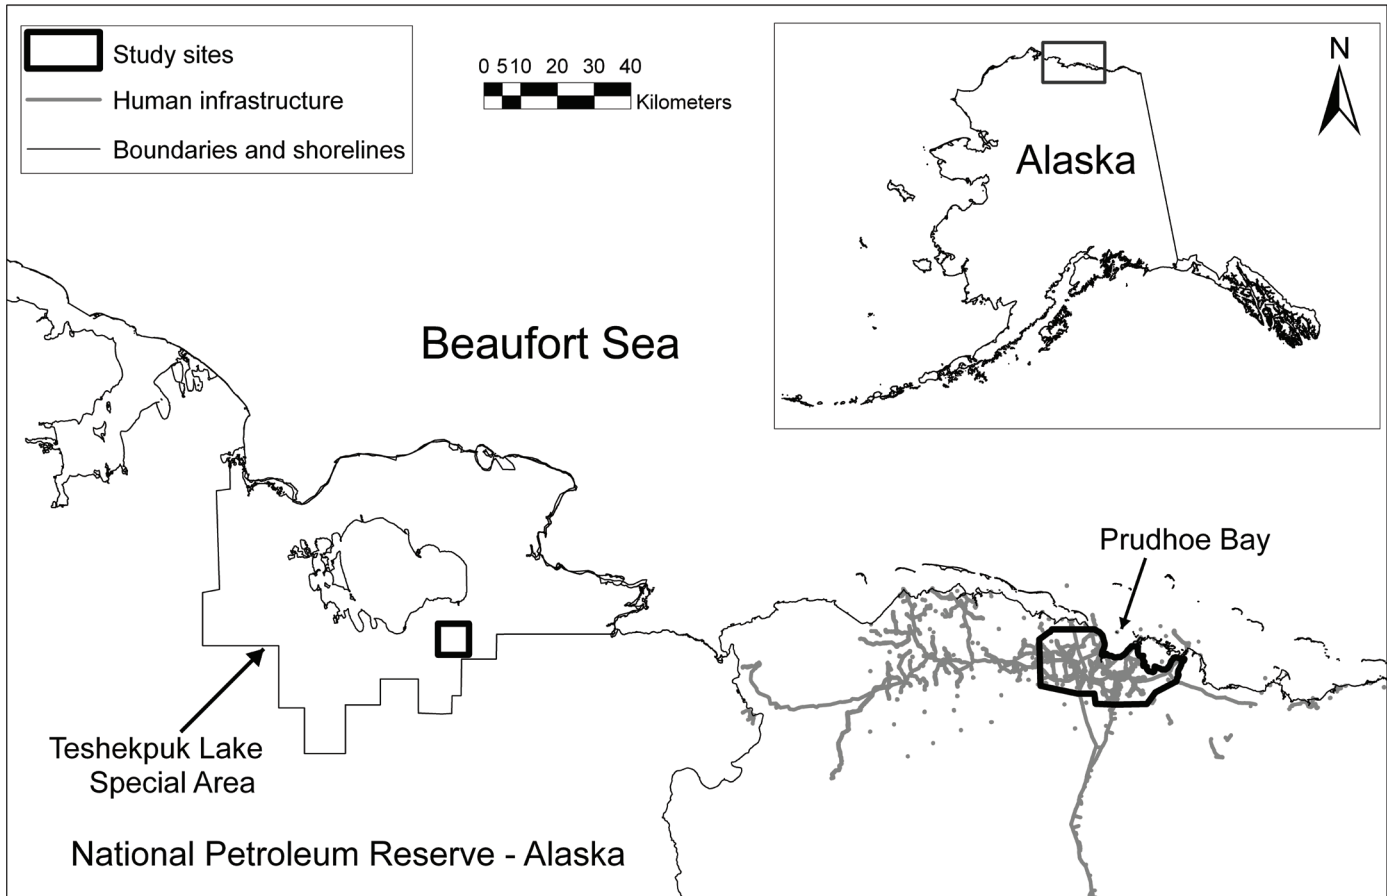 Study sites
Human infrastructure
Boundaries and shorelines
0 5 10 20 30 40
Kilometers
N
Alaska
Beaufort Sea
Prudhoe Bay
Teshekpuk Lake
Special Area
National Petroleum Reserve - Alaska